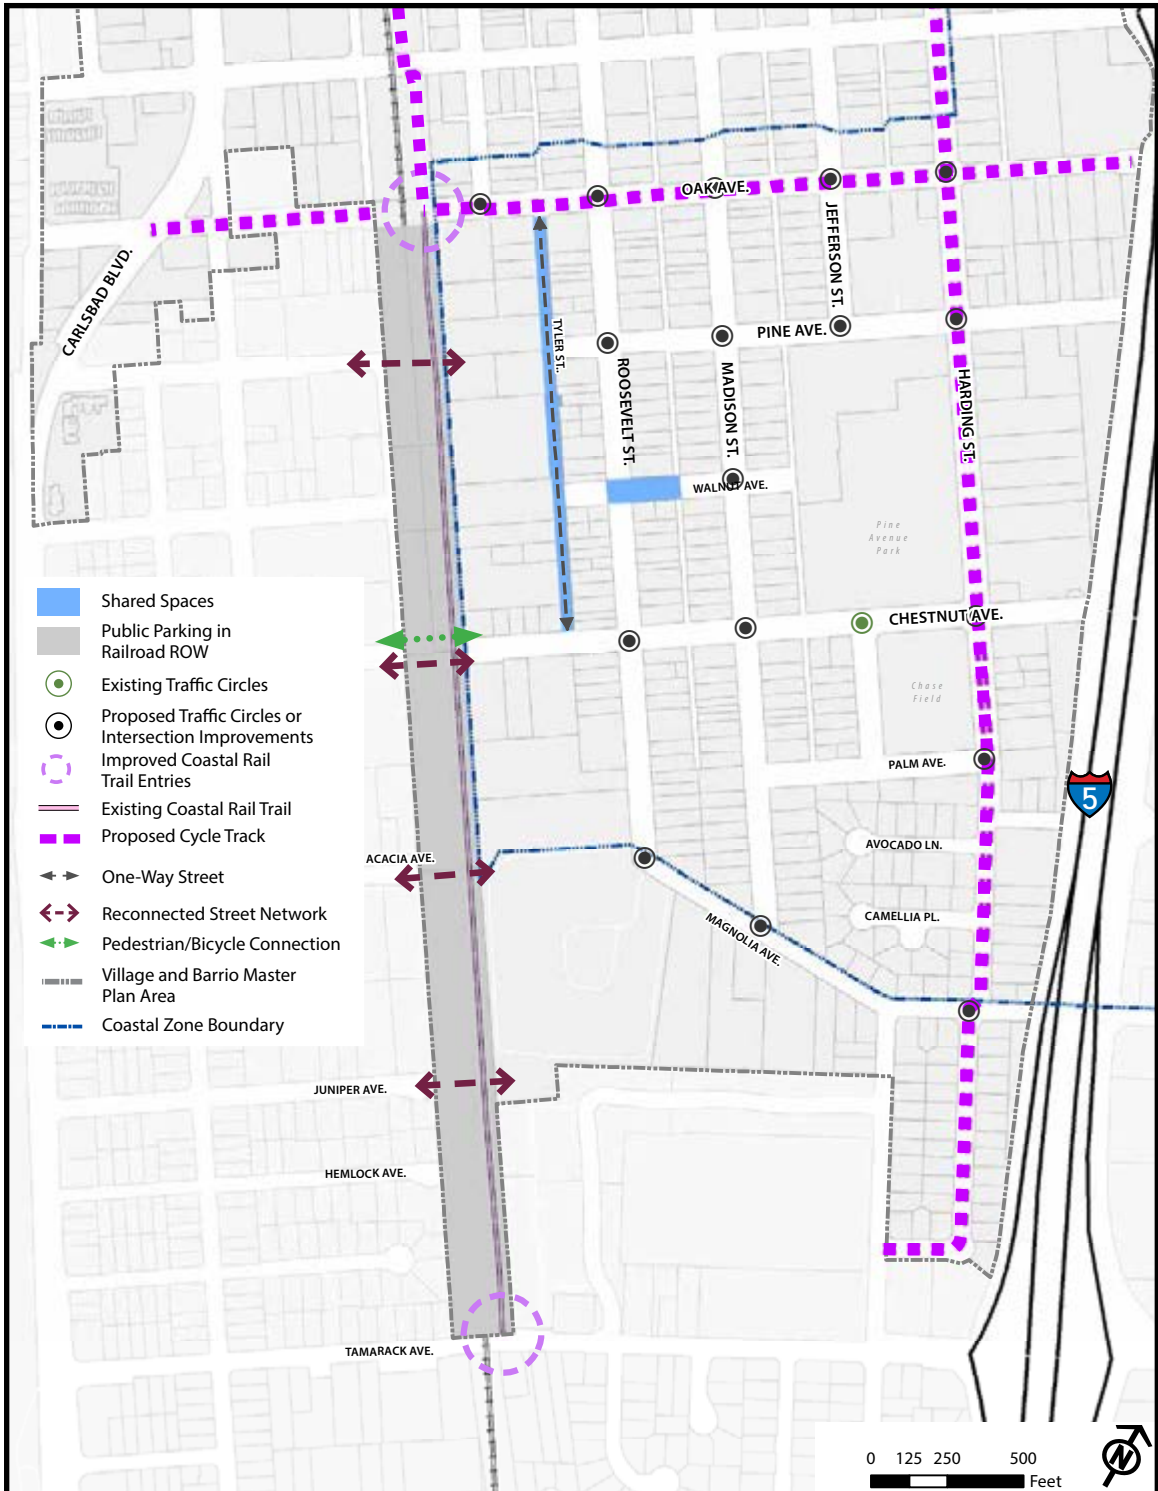 OAK AVE.
JEFFERSON ST.
CARLSBAD BLVD.
PINE AVE.
TYLER ST.
ROOSEVELT ST.
MADISON ST.
HARDING ST.
WALNUT AVE.
Pine
Avenue
Park
CHESTNUT AVE.
Chase
Field
PALM AVE.
5
AVOCADO LN.
ACACIA AVE.
CAMELLIA PL.
MAGNOLIA AVE.
JUNIPER AVE.
HEMLOCK AVE.
TAMARACK AVE.
Shared Spaces
Public Parking in
Railroad ROW
Existing Traffic Circles
Proposed Traffic Circles or
Intersection Improvements
Improved Coastal Rail
Trail Entries
Existing Coastal Rail Trail
Proposed Cycle Track
One-Way Street
Reconnected Street Network
Pedestrian/Bicycle Connection
Village and Barrio Master
Plan Area
Coastal Zone Boundary
0 125 250 500
Feet
N